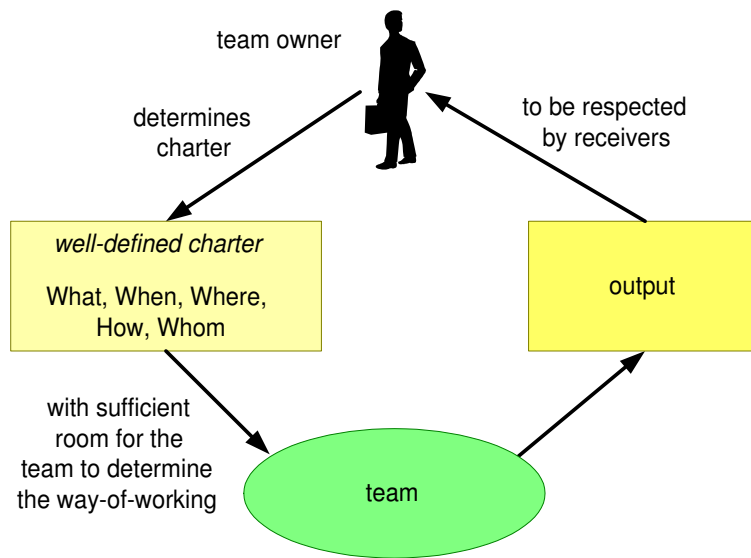 team owner
determines
charter
to be respected
by receivers
well-defined charter
What, When, Where,
How, Whom
output
with sufficient
room for the
team to determine
the way-of-working
team